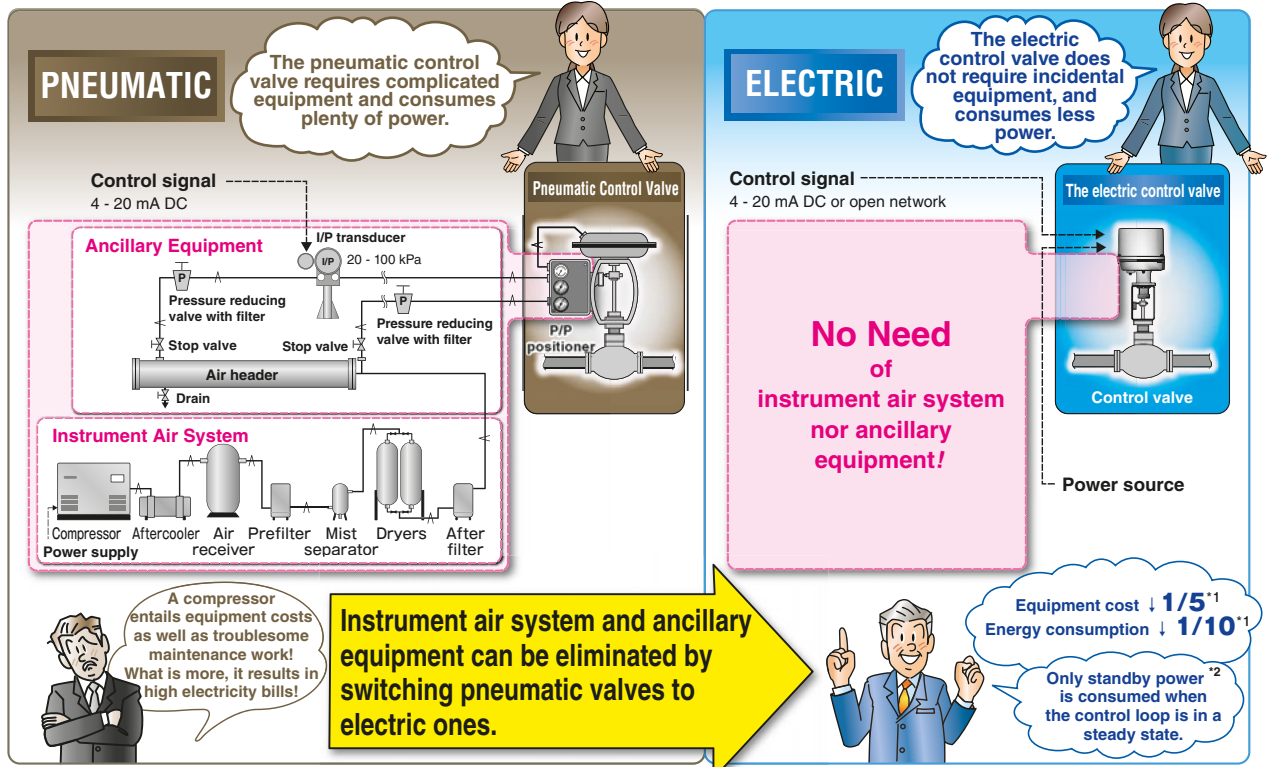 PNEUMATIC
The pneumatic control
valve requires complicated
equipment and consumes
plenty of power.
Control signal
4 - 20 mA DC
Pneumatic Control Valve
Ancillary Equipment
I/P transducer
I/P
20 - 100 kPa
P
Pressure reducing
valve with filter
P
Pressure reducing
valve with filter
P/P
positioner
Stop valve
Stop valve
Air header
Drain
Instrument Air System
Compressor
Aftercooler
Air
receiver
Prefilter
Mist
separator
Dryers
After
filter
Power supply
A compressor
entails equipment costs
as well as troublesome
maintenance work!
What is more, it results in
high electricity bills!
Instrument air system and ancillary
equipment can be eliminated by
switching pneumatic valves to
electric ones.
ELECTRIC
The electric
control valve does
not require incidental
equipment, and
consumes less
power.
Control signal
4 - 20 mA DC or open network
The electric control valve
Control valve
No Need
of
instrument air system
nor ancillary
equipment!
Power source
Equipment cost ↓ 1/5*1
Energy consumption ↓ 1/10*1
Only standby power *2
is consumed when
the control loop is in a
steady state.